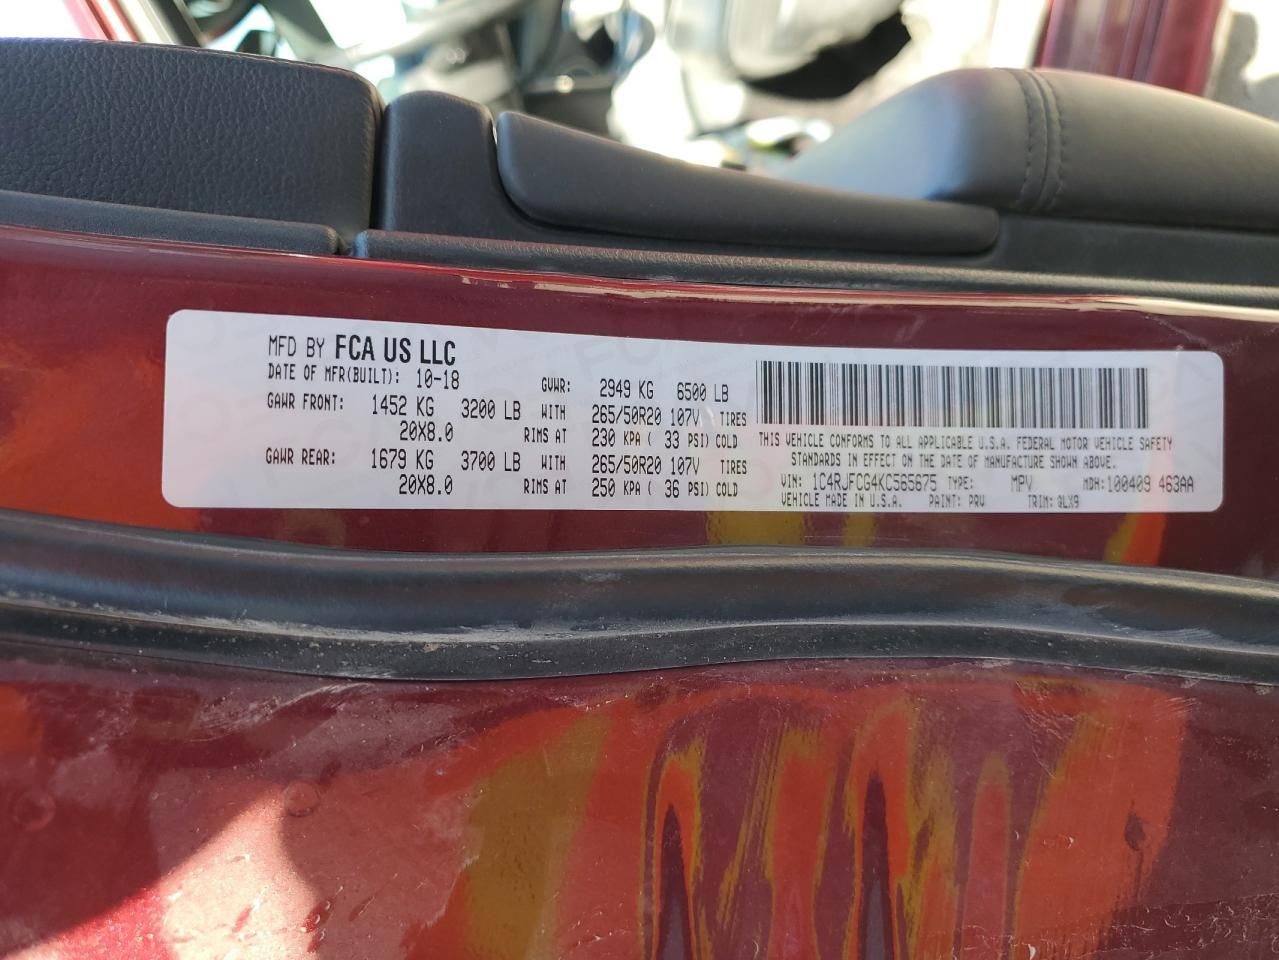 MFD BY FCA US LLC
DATE OF MFR(BUILT): 10-18 GVWR: 2949 KG 6500 LB
GAWR FRONT: 1452 KG 3200 LB WITH 265/50R20 107V TIRES
20X8.0 RIMS AT 230 KPA ( 33 PSI) COLD
GAWR REAR: 1679 KG 3700 LB WITH 265/50R20 107V TIRES
20X8.0 RIMS AT 250 KPA ( 36 PSI) COLD
THIS VEHICLE CONFORMS TO ALL APPLICABLE U.S.A. FEDERAL MOTOR VEHICLE SAFETY
STANDARDS IN EFFECT ON THE DATE OF MANUFACTURE SHOWN ABOVE.
VIN: 1C4RJFCG4KC565675 TYPE: MPV MDH: 100409 463AA
VEHICLE MADE IN U.S.A. PAINT: PRV TRIM: QLX9